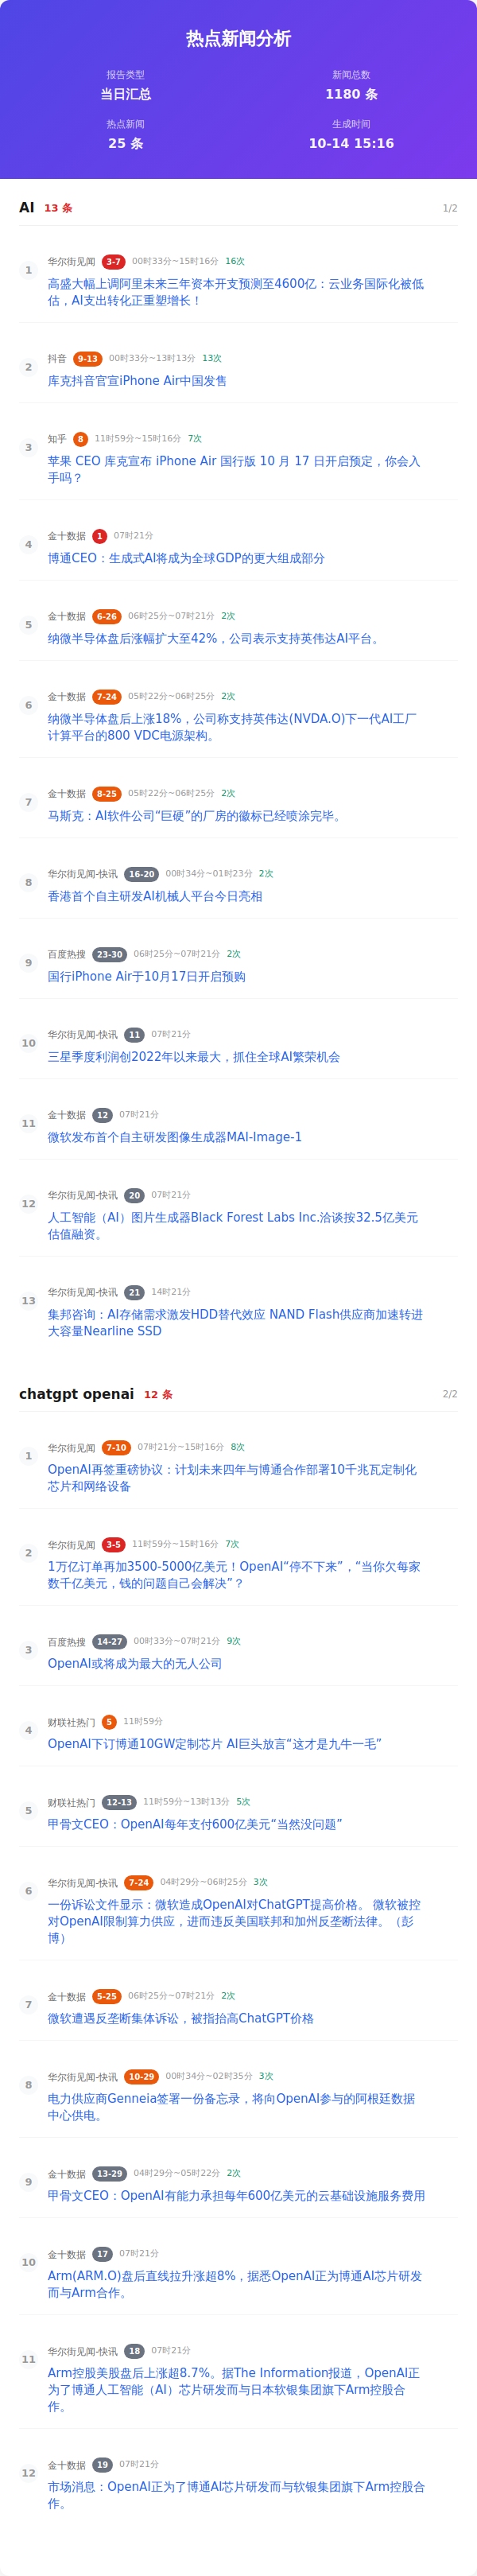 热点新闻分析
报告类型
新闻总数
当日汇总
1180 条
热点新闻
生成时间
25 条
10-14 15:16
AI 13 条 1/2
1
华尔街见闻 3-7 00时33分~15时16分 16次
高盛大幅上调阿里未来三年资本开支预测至4600亿：云业务国际化被低
估，AI支出转化正重塑增长！
2
抖音 9-13 00时33分~13时13分 13次
库克抖音官宣iPhone Air中国发售
3
知乎 8 11时59分~15时16分 7次
苹果 CEO 库克宣布 iPhone Air 国行版 10 月 17 日开启预定，你会入
手吗？
4
金十数据 1 07时21分
博通CEO：生成式AI将成为全球GDP的更大组成部分
5
金十数据 6-26 06时25分~07时21分 2次
纳微半导体盘后涨幅扩大至42%，公司表示支持英伟达AI平台。
6
金十数据 7-24 05时22分~06时25分 2次
纳微半导体盘后上涨18%，公司称支持英伟达(NVDA.O)下一代AI工厂
计算平台的800 VDC电源架构。
7
金十数据 8-25 05时22分~06时25分 2次
马斯克：AI软件公司“巨硬”的厂房的徽标已经喷涂完毕。
8
华尔街见闻-快讯 16-20 00时34分~01时23分 2次
香港首个自主研发AI机械人平台今日亮相
9
百度热搜 23-30 06时25分~07时21分 2次
国行iPhone Air于10月17日开启预购
10
华尔街见闻-快讯 11 07时21分
三星季度利润创2022年以来最大，抓住全球AI繁荣机会
11
金十数据 12 07时21分
微软发布首个自主研发图像生成器MAI-Image-1
12
华尔街见闻-快讯 20 07时21分
人工智能（AI）图片生成器Black Forest Labs Inc.洽谈按32.5亿美元
估值融资。
13
华尔街见闻-快讯 21 14时21分
集邦咨询：AI存储需求激发HDD替代效应 NAND Flash供应商加速转进
大容量Nearline SSD
chatgpt openai 12 条 2/2
1
华尔街见闻 7-10 07时21分~15时16分 8次
OpenAI再签重磅协议：计划未来四年与博通合作部署10千兆瓦定制化
芯片和网络设备
2
华尔街见闻 3-5 11时59分~15时16分 7次
1万亿订单再加3500-5000亿美元！OpenAI“停不下来”，“当你欠每家
数千亿美元，钱的问题自己会解决”？
3
百度热搜 14-27 00时33分~07时21分 9次
OpenAI或将成为最大的无人公司
4
财联社热门 5 11时59分
OpenAI下订博通10GW定制芯片 AI巨头放言“这才是九牛一毛”
5
财联社热门 12-13 11时59分~13时13分 5次
甲骨文CEO：OpenAI每年支付600亿美元“当然没问题”
6
华尔街见闻-快讯 7-24 04时29分~06时25分 3次
一份诉讼文件显示：微软造成OpenAI对ChatGPT提高价格。 微软被控
对OpenAI限制算力供应，进而违反美国联邦和加州反垄断法律。（彭
博）
7
金十数据 5-25 06时25分~07时21分 2次
微软遭遇反垄断集体诉讼，被指抬高ChatGPT价格
8
华尔街见闻-快讯 10-29 00时34分~02时35分 3次
电力供应商Genneia签署一份备忘录，将向OpenAI参与的阿根廷数据
中心供电。
9
金十数据 13-29 04时29分~05时22分 2次
甲骨文CEO：OpenAI有能力承担每年600亿美元的云基础设施服务费用
10
金十数据 17 07时21分
Arm(ARM.O)盘后直线拉升涨超8%，据悉OpenAI正为博通AI芯片研发
而与Arm合作。
11
华尔街见闻-快讯 18 07时21分
Arm控股美股盘后上涨超8.7%。据The Information报道，OpenAI正
为了博通人工智能（AI）芯片研发而与日本软银集团旗下Arm控股合
作。
12
金十数据 19 07时21分
市场消息：OpenAI正为了博通AI芯片研发而与软银集团旗下Arm控股合
作。